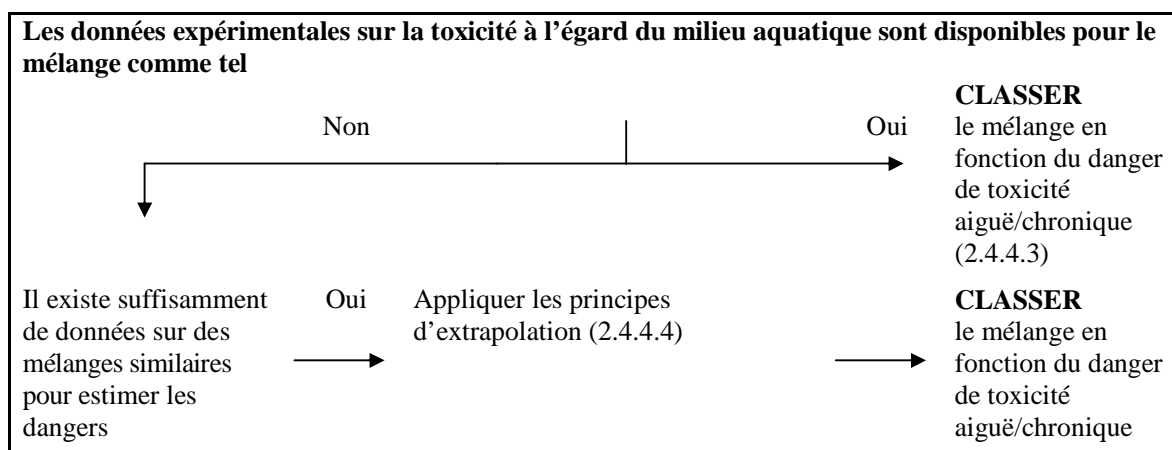 Les données expérimentales sur la toxicité à l'égard du milieu aquatique sont disponibles pour le
mélange comme tel
Non
Oui
CLASSER
le mélange en
fonction du danger
de toxicité
aiguë/chronique
(2.4.4.3)
Il existe suffisamment
de données sur des
mélanges similaires
pour estimer les
dangers
Oui
Appliquer les principes
d'extrapolation (2.4.4.4)
CLASSER
le mélange en
fonction du danger
de toxicité
aiguë/chronique